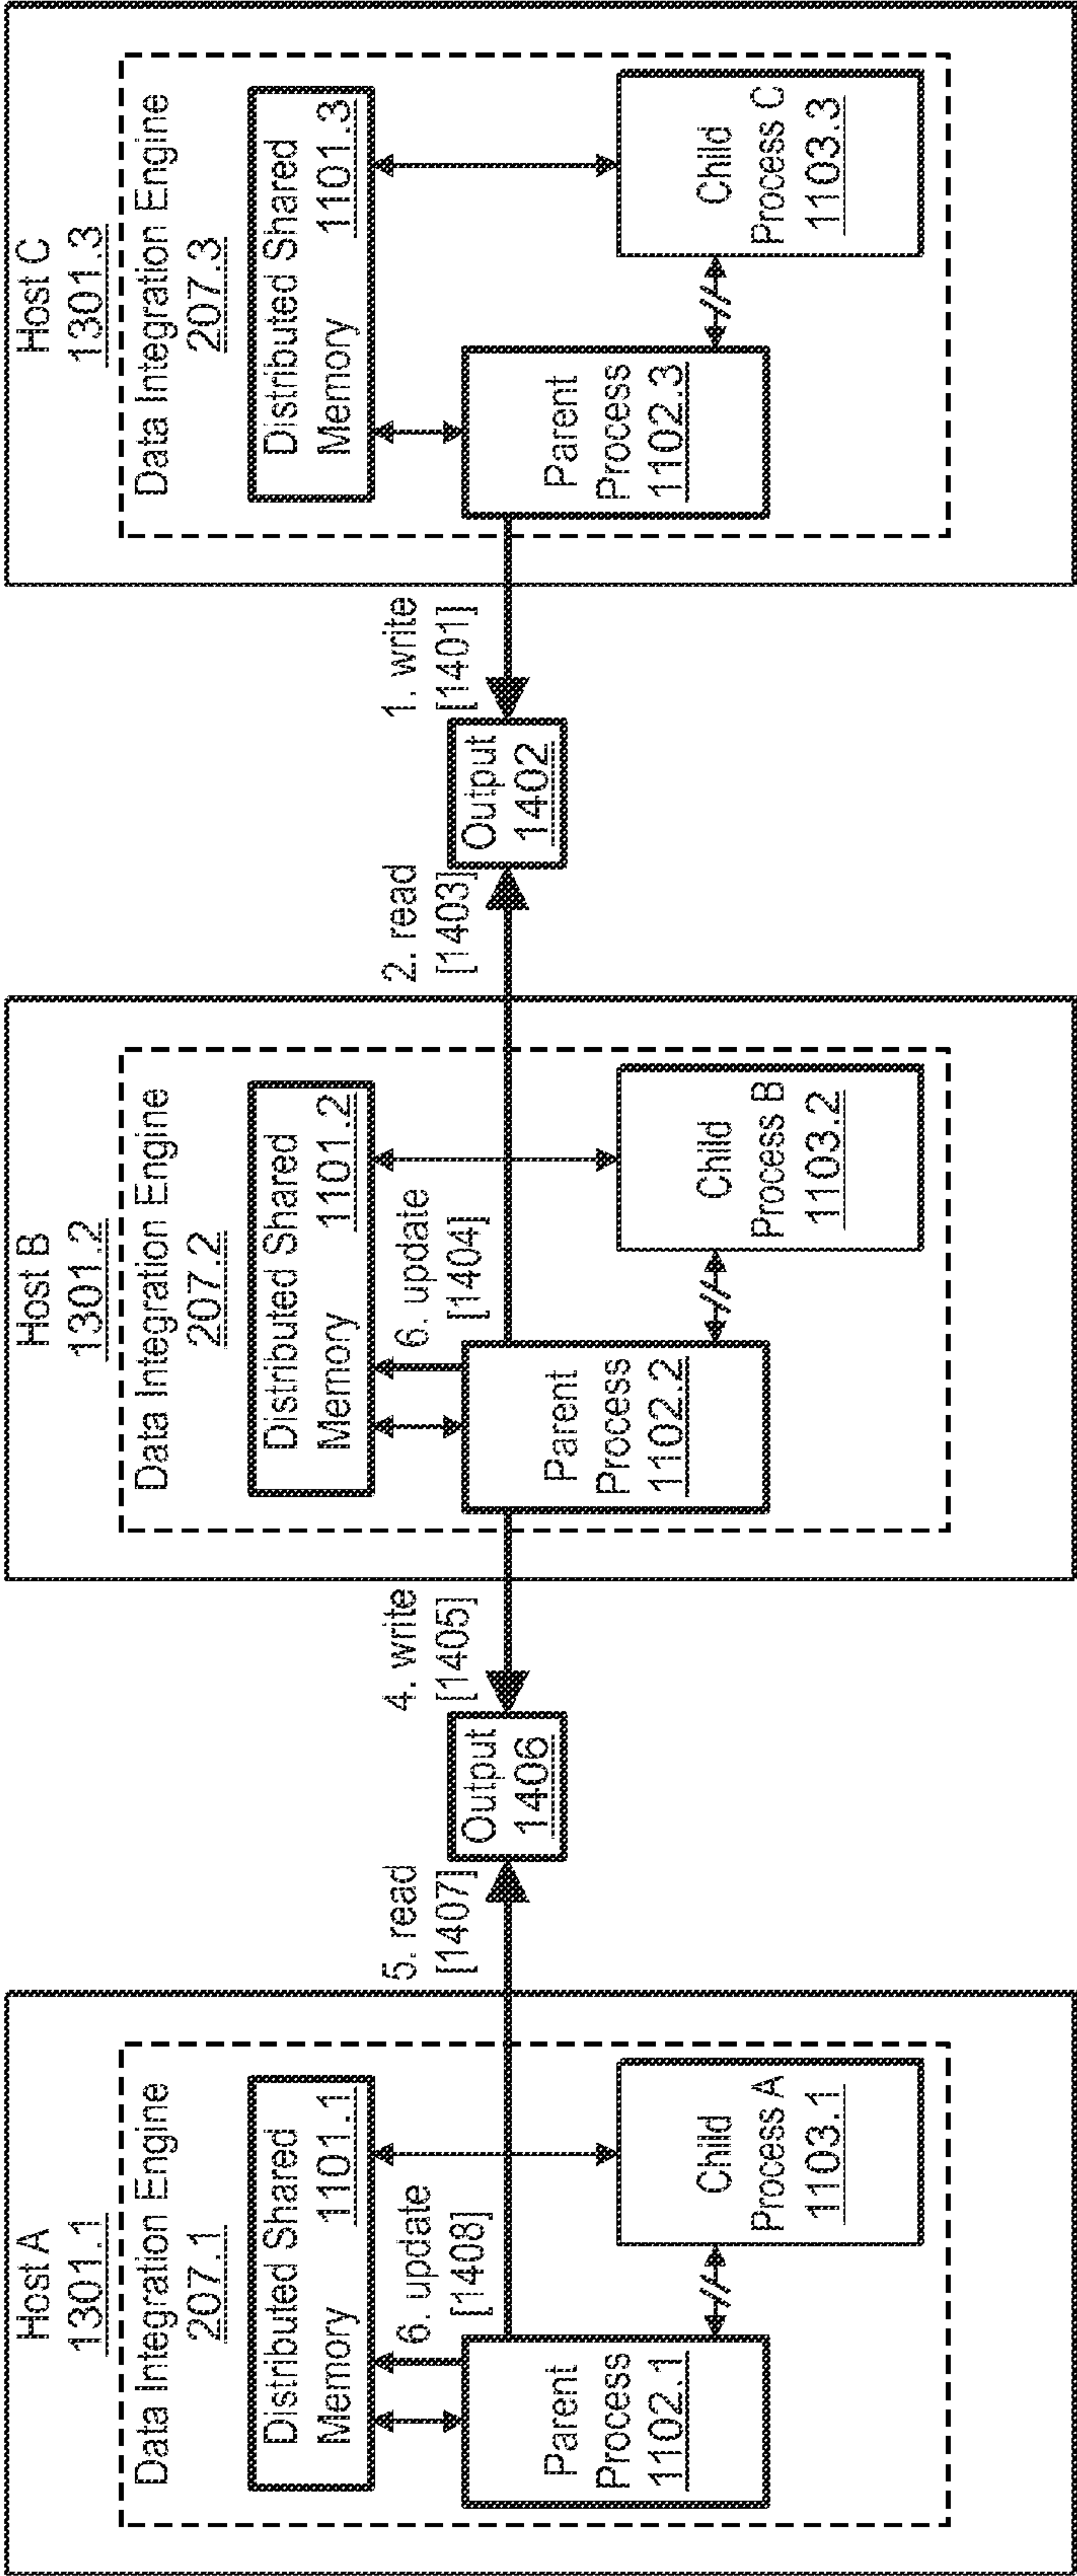 Host A
1301.1
Data Integration Engine
207.1
Distributed Shared
Memory 1101.1
6. update
[1408]
Parent
Process
1102.1
Child
Process A
1103.1
5. read
[1407]
Output
1406
4. write
[1405]
Host B
1301.2
Data Integration Engine
207.2
Distributed Shared
Memory 1101.2
6. update
[1404]
Parent
Process
1102.2
Child
Process B
1103.2
2. read
[1403]
Output
1402
1. write
[1401]
Host C
1301.3
Data Integration Engine
207.3
Distributed Shared
Memory 1101.3
Parent
Process
1102.3
Child
Process C
1103.3